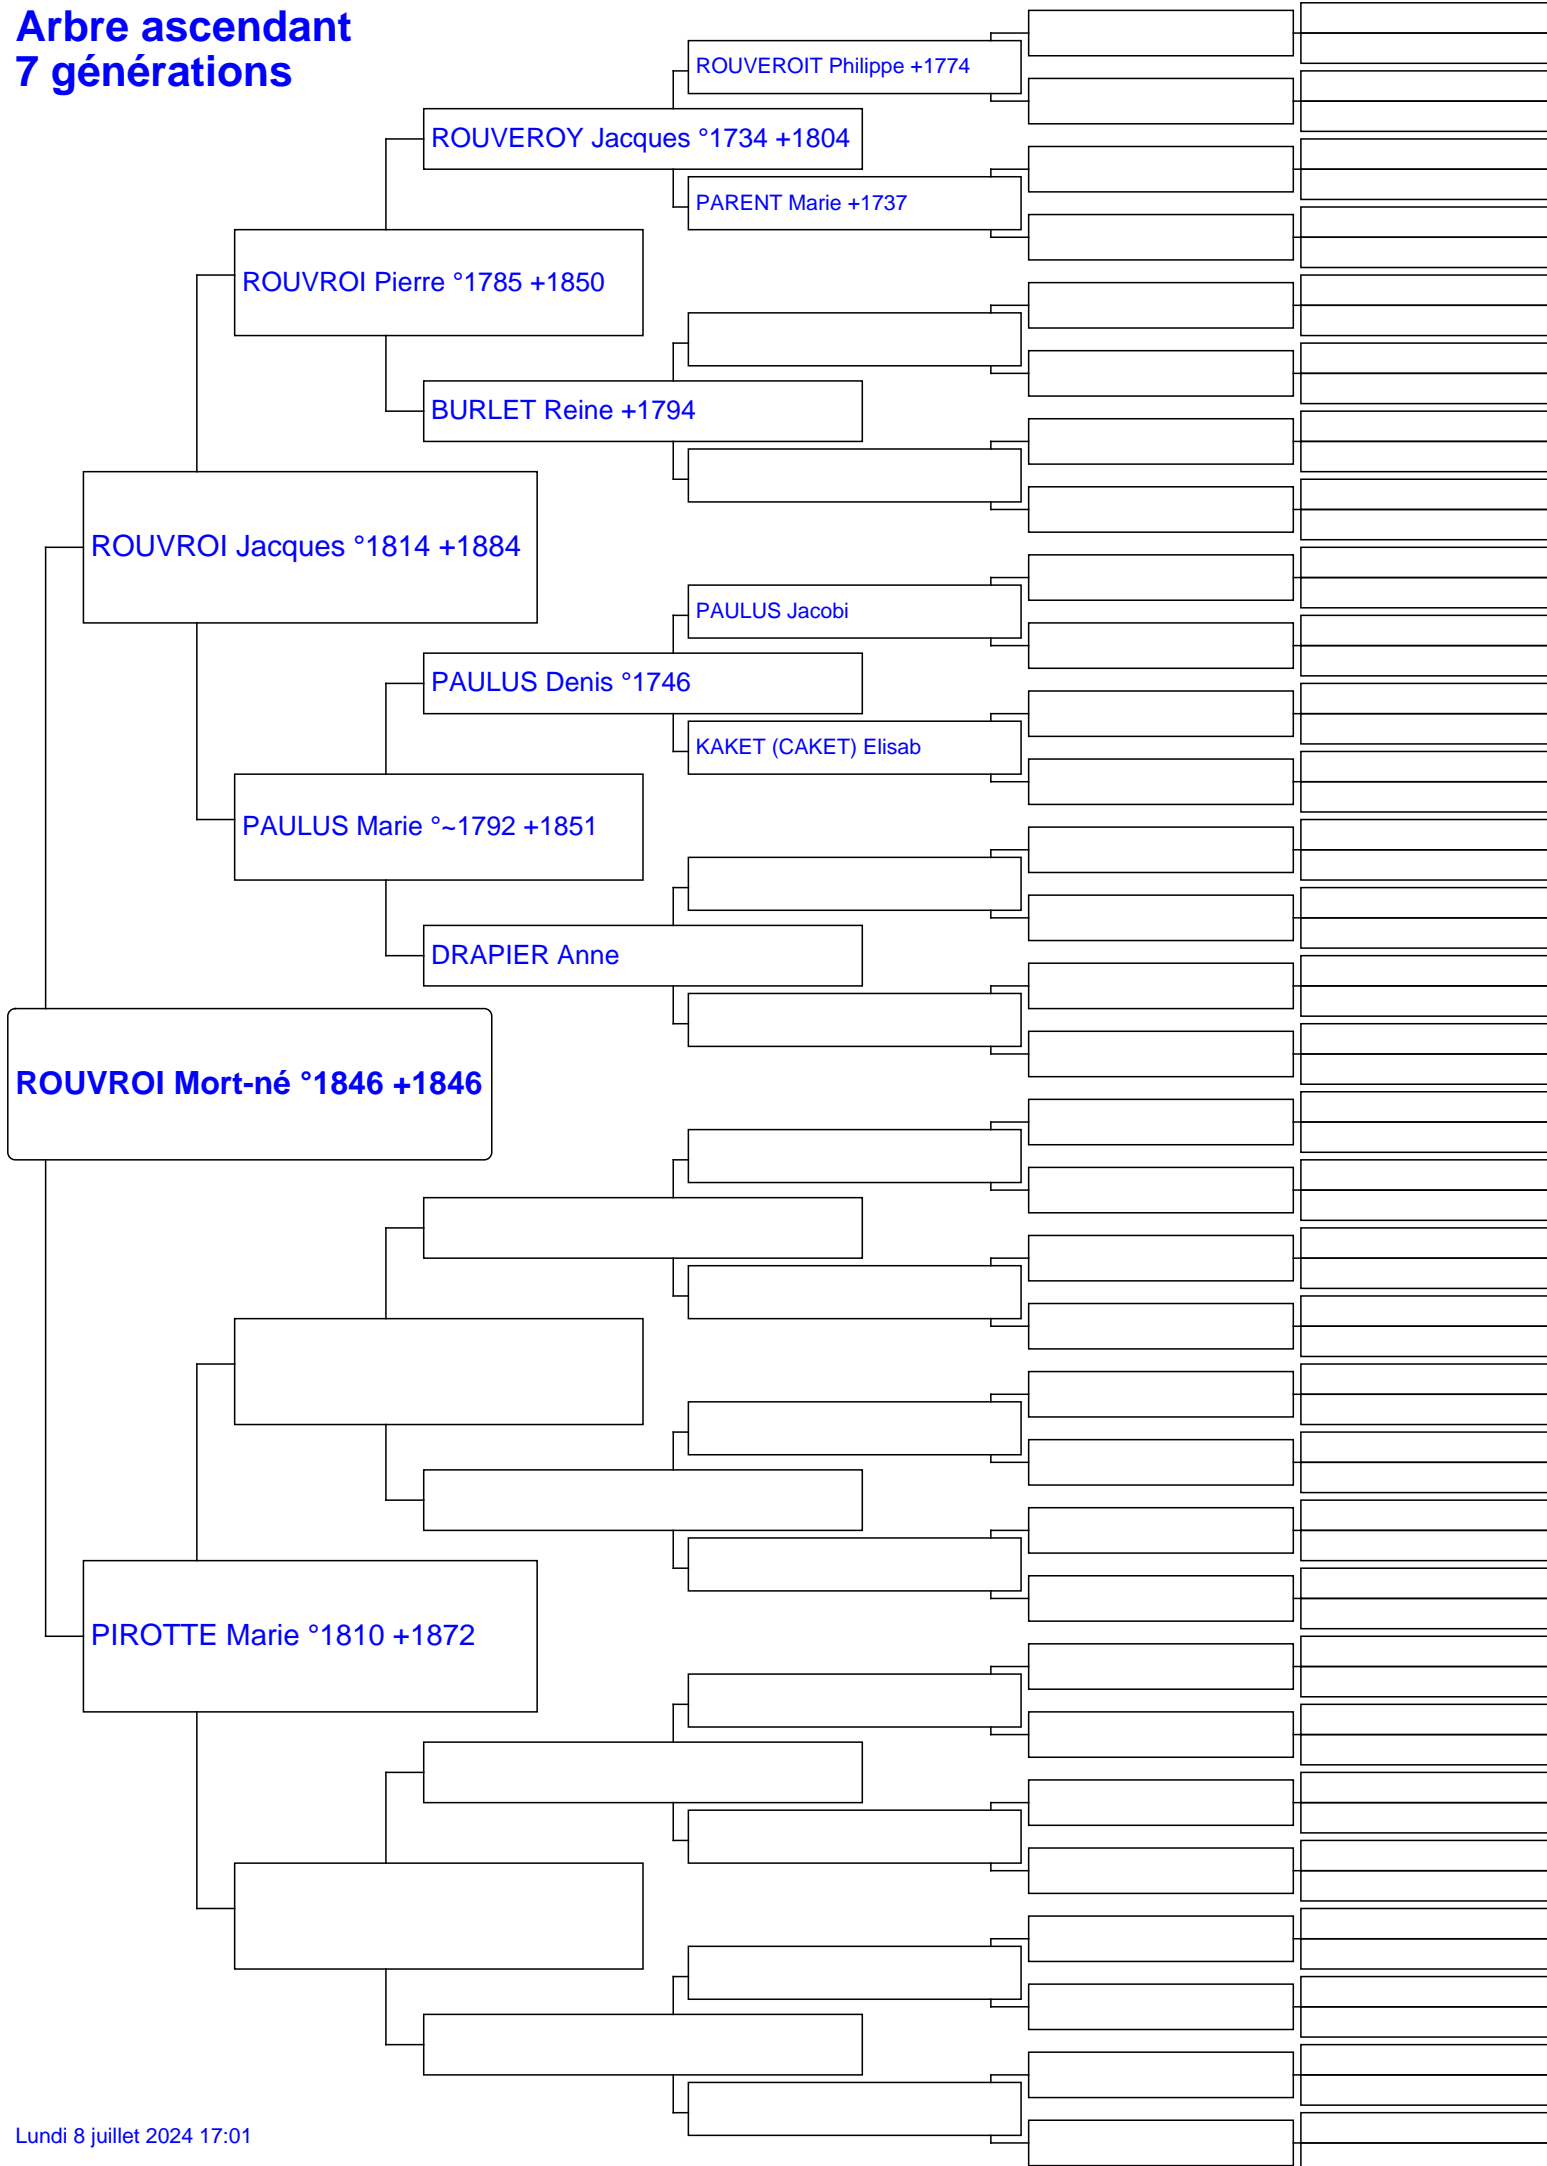 Arbre ascendant
7 générations
ROUVEROIT Philippe +1774
ROUVEROY Jacques °1734 +1804
PARENT Marie +1737
ROUVROI Pierre °1785 +1850
BURLET Reine +1794
ROUVROI Jacques °1814 +1884
PAULUS Jacobi
PAULUS Denis °1746
KAKET (CAKET) Elisab
PAULUS Marie °~1792 +1851
DRAPIER Anne
ROUVROI Mort-né °1846 +1846
PIROTTE Marie °1810 +1872
Lundi 8 juillet 2024 17:01